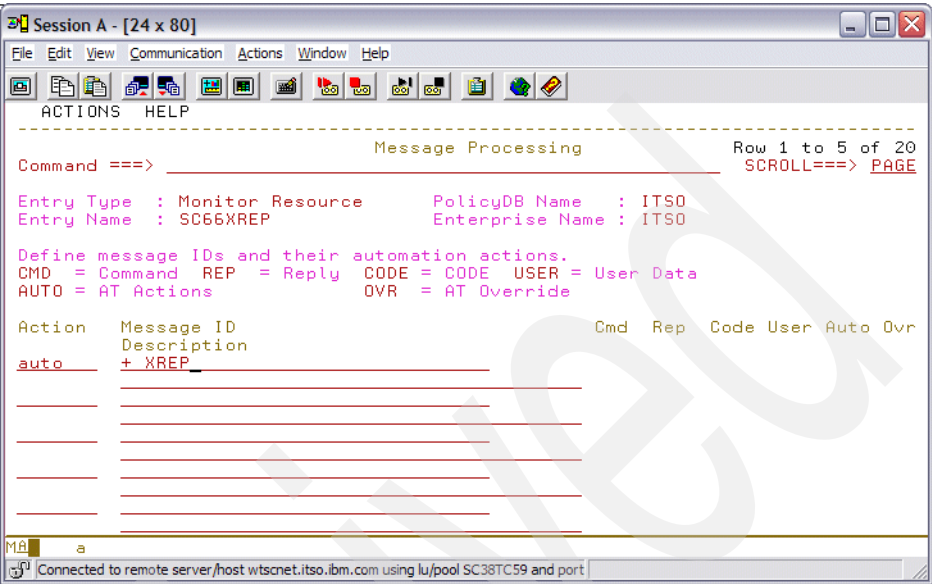 Session A - [24 x 80]
File Edit View Communication Actions Window Help
ACTIONS HELP
Message Processing Row 1 to 5 of 20
Command ===> SCROLL===> PAGE
Entry Type : Monitor Resource PolicyDB Name : ITSO
Entry Name : SC66XREP Enterprise Name : ITSO
Define message IDs and their automation actions.
CMD = Command REP = Reply CODE = CODE USER = User Data
AUTO = AT Actions OVR = AT Override
Action Message ID Cmd Rep Code User Auto Ovr
Description
auto + XREP
MA a
Connected to remote server/host wtscnet.itso.ibm.com using lu/pool SC38TC59 and port